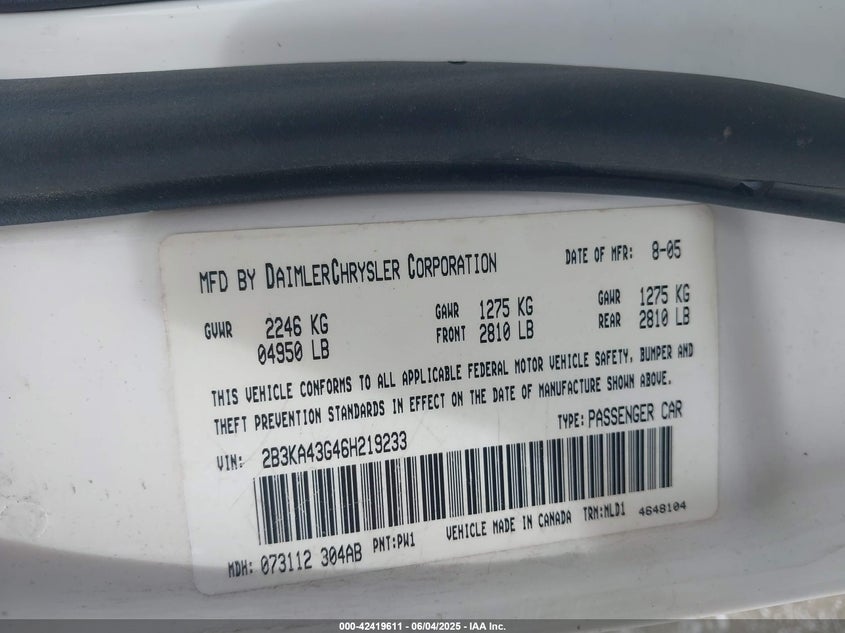 MFD BY DAIMLERCHRYSLER CORPORATION DATE OF MFR: 8-05
GVWR 2246 KG GAWR 1275 KG GAWR 1275 KG
04950 LB FRONT 2810 LB REAR 2810 LB
THIS VEHICLE CONFORMS TO ALL APPLICABLE FEDERAL MOTOR VEHICLE SAFETY, BUMPER AND
THEFT PREVENTION STANDARDS IN EFFECT ON THE DATE OF MANUFACTURE SHOWN ABOVE.
VIN: 2B3KA43G46H219233 TYPE: PASSENGER CAR
MDH: 073112 304AB PNT:PW1 VEHICLE MADE IN CANADA TRM:MLD1 4648104
000-42419611 - 06/04/2025 - IAA Inc.